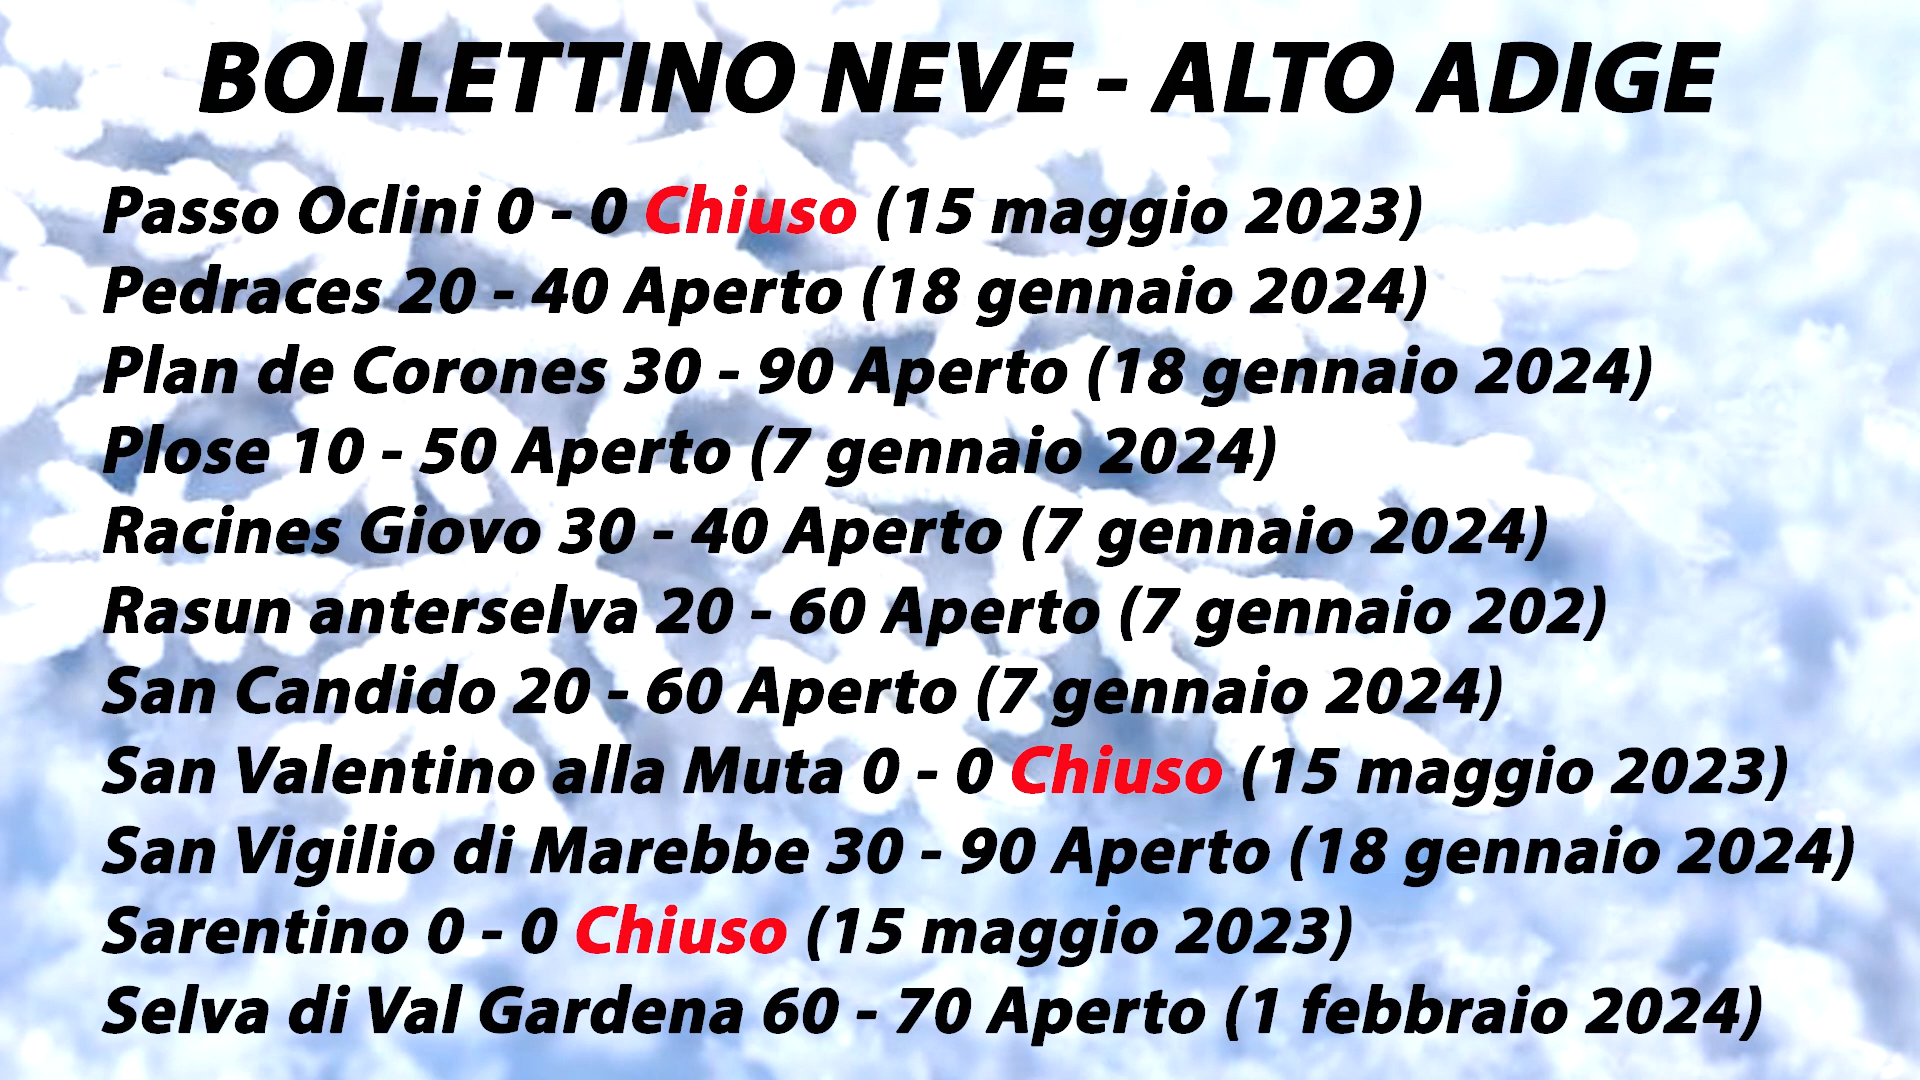 BOLLETTINO NEVE - ALTO ADIGE
Passo Oclini 0 - 0 Chiuso (15 maggio 2023)
Pedraces 20 - 40 Aperto (18 gennaio 2024)
Plan de Corones 30 - 90 Aperto (18 gennaio 2024)
Plose 10 - 50 Aperto (7 gennaio 2024)
Racines Giovo 30 - 40 Aperto (7 gennaio 2024)
Rasun anterselva 20 - 60 Aperto (7 gennaio 202)
San Candido 20 - 60 Aperto (7 gennaio 2024)
San Valentino alla Muta 0 - 0 Chiuso (15 maggio 2023)
San Vigilio di Marebbe 30 - 90 Aperto (18 gennaio 2024)
Sarentino 0 - 0 Chiuso (15 maggio 2023)
Selva di Val Gardena 60 - 70 Aperto (1 febbraio 2024)